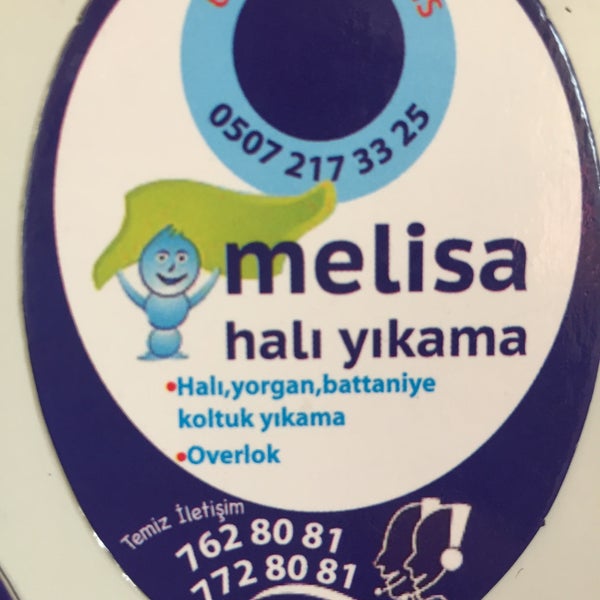 0507 217 33 25
melisa
halı yıkama
•Halı,yorgan,battaniye
koltuk yıkama
•Overlok
Temiz İletişim
762 80 81
772 80 81